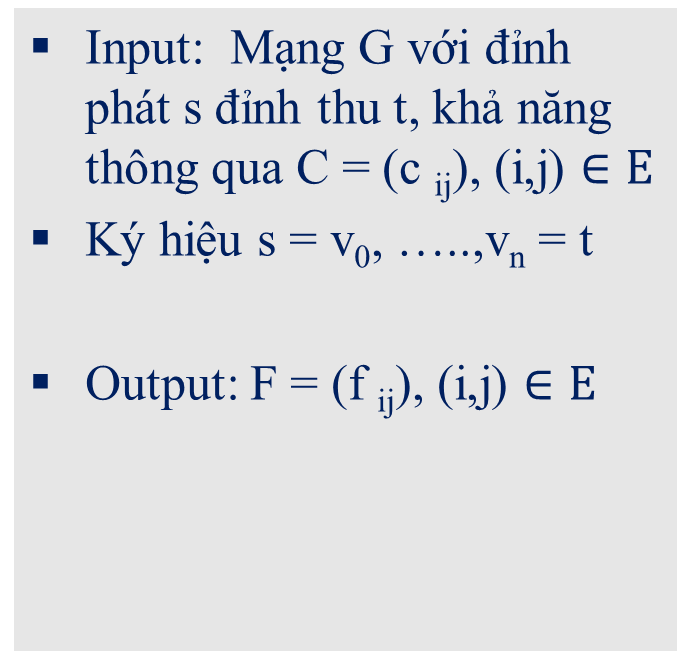 ▪ Input: Mạng G với đỉnh
phát s đỉnh thu t, khả năng
thông qua C = (c ij), (i,j) ∈ E
▪ Ký hiệu s = v0, …..,vn = t
▪ Output: F = (f ij), (i,j) ∈ E